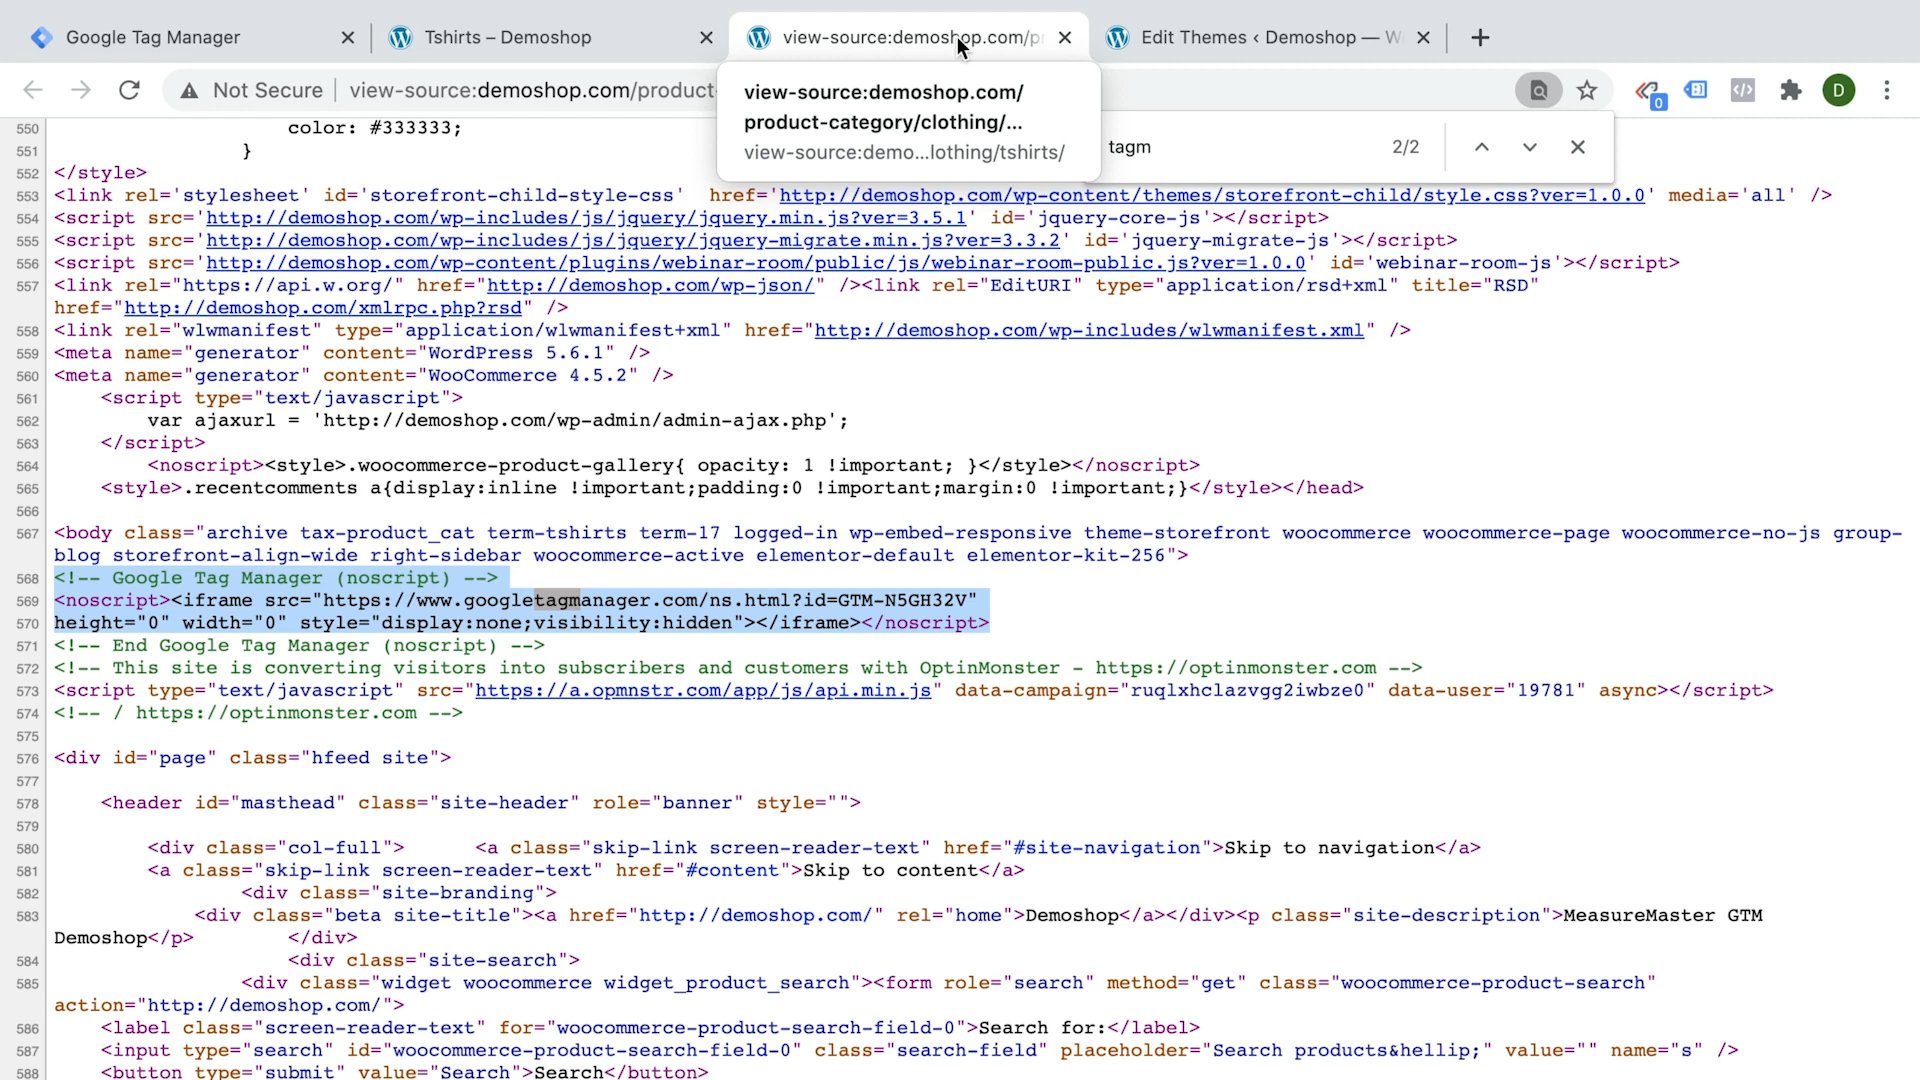 Google Tag Manager
Tshirts – Demoshop
view-source:demoshop.com/pr
Edit Themes ‹ Demoshop — W
Not Secure
view-source:demoshop.com/product-
0
D
view-source:demoshop.com/
product-category/clothing/...
view-source:demo...lothing/tshirts/
tagm
2/2
550 color: #333333;
551 }
552 </style>
553 <link rel='stylesheet' id='storefront-child-style-css'  href='http://demoshop.com/wp-content/themes/storefront-child/style.css?ver=1.0.0' media='all' />
554 <script src='http://demoshop.com/wp-includes/js/jquery/jquery.min.js?ver=3.5.1' id='jquery-core-js'></script>
555 <script src='http://demoshop.com/wp-includes/js/jquery/jquery-migrate.min.js?ver=3.3.2' id='jquery-migrate-js'></script>
556 <script src='http://demoshop.com/wp-content/plugins/webinar-room/public/js/webinar-room-public.js?ver=1.0.0' id='webinar-room-js'></script>
557 <link rel="https://api.w.org/" href="http://demoshop.com/wp-json/" /><link rel="EditURI" type="application/rsd+xml" title="RSD"
href="http://demoshop.com/xmlrpc.php?rsd" />
558 <link rel="wlwmanifest" type="application/wlwmanifest+xml" href="http://demoshop.com/wp-includes/wlwmanifest.xml" />
559 <meta name="generator" content="WordPress 5.6.1" />
560 <meta name="generator" content="WooCommerce 4.5.2" />
561 <script type="text/javascript">
562 var ajaxurl = 'http://demoshop.com/wp-admin/admin-ajax.php';
563 </script>
564 <noscript><style>.woocommerce-product-gallery{ opacity: 1 !important; }</style></noscript>
565 <style>.recentcomments a{display:inline !important;padding:0 !important;margin:0 !important;}</style></head>
566
567 <body class="archive tax-product_cat term-tshirts term-17 logged-in wp-embed-responsive theme-storefront woocommerce woocommerce-page woocommerce-no-js group-
blog storefront-align-wide right-sidebar woocommerce-active elementor-default elementor-kit-256">
568 <!-- Google Tag Manager (noscript) -->
569 <noscript><iframe src="https://www.googletagmanager.com/ns.html?id=GTM-N5GH32V"
570 height="0" width="0" style="display:none;visibility:hidden"></iframe></noscript>
571 <!-- End Google Tag Manager (noscript) -->
572 <!-- This site is converting visitors into subscribers and customers with OptinMonster - https://optinmonster.com -->
573 <script type="text/javascript" src="https://a.opmnstr.com/app/js/api.min.js" data-campaign="ruqlxhclazvgg2iwbze0" data-user="19781" async></script>
574 <!-- / https://optinmonster.com -->
575
576 <div id="page" class="hfeed site">
577
578 <header id="masthead" class="site-header" role="banner" style="">
579
580 <div class="col-full">      <a class="skip-link screen-reader-text" href="#site-navigation">Skip to navigation</a>
581 <a class="skip-link screen-reader-text" href="#content">Skip to content</a>
582 <div class="site-branding">
583 <div class="beta site-title"><a href="http://demoshop.com/" rel="home">Demoshop</a></div><p class="site-description">MeasureMaster GTM
Demoshop</p>        </div>
584 <div class="site-search">
585 <div class="widget woocommerce widget_product_search"><form role="search" method="get" class="woocommerce-product-search"
action="http://demoshop.com/">
586 <label class="screen-reader-text" for="woocommerce-product-search-field-0">Search for:</label>
587 <input type="search" id="woocommerce-product-search-field-0" class="search-field" placeholder="Search products&hellip;" value="" name="s" />
588 <button type="submit" value="Search">Search</button>